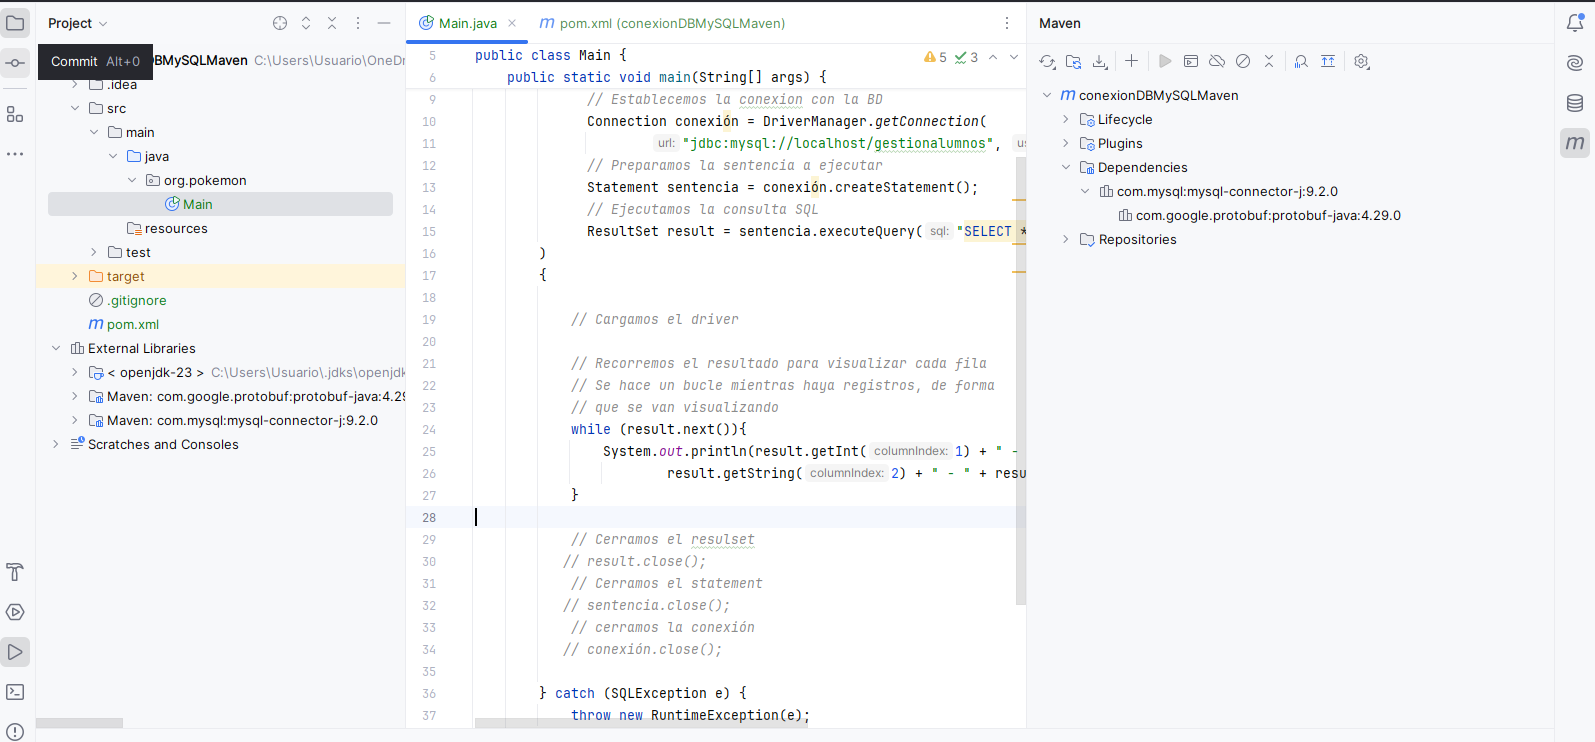 Project
Commit Alt+0
BMySQLMaven C:\Users\Usuario\OneDr
.idea
src
main
java
org.pokemon
Main
resources
test
target
.gitignore
pom.xml
External Libraries
< openjdk-23 > C:\Users\Usuario\.jdks\openjdk
Maven: com.google.protobuf:protobuf-java:4.29
Maven: com.mysql:mysql-connector-j:9.2.0
Scratches and Consoles
Main.java
pom.xml (conexionDBMySQLMaven)
5 public class Main {
5 3
6 public static void main(String[] args) {
9 // Establecemos la conexion con la BD
10 Connection conexión = DriverManager.getConnection(
11 url: "jdbc:mysql://localhost/gestionalumnos", us
12 // Preparamos la sentencia a ejecutar
13 Statement sentencia = conexión.createStatement();
14 // Ejecutamos la consulta SQL
15 ResultSet result = sentencia.executeQuery( sql: "SELECT *
16 )
17 {
18
19 // Cargamos el driver
20
21 // Recorremos el resultado para visualizar cada fila
22 // Se hace un bucle mientras haya registros, de forma
23 // que se van visualizando
24 while (result.next()){
25 System.out.println(result.getInt( columnIndex: 1) + " -
26 result.getString( columnIndex: 2) + " - " + resu
27 }
28
29 // Cerramos el resulset
30 // result.close();
31 // Cerramos el statement
32 // sentencia.close();
33 // cerramos la conexión
34 // conexión.close();
35
36 } catch (SQLException e) {
37 throw new RuntimeException(e);
Maven
m conexionDBMySQLMaven
Lifecycle
Plugins
Dependencies
com.mysql:mysql-connector-j:9.2.0
com.google.protobuf:protobuf-java:4.29.0
Repositories